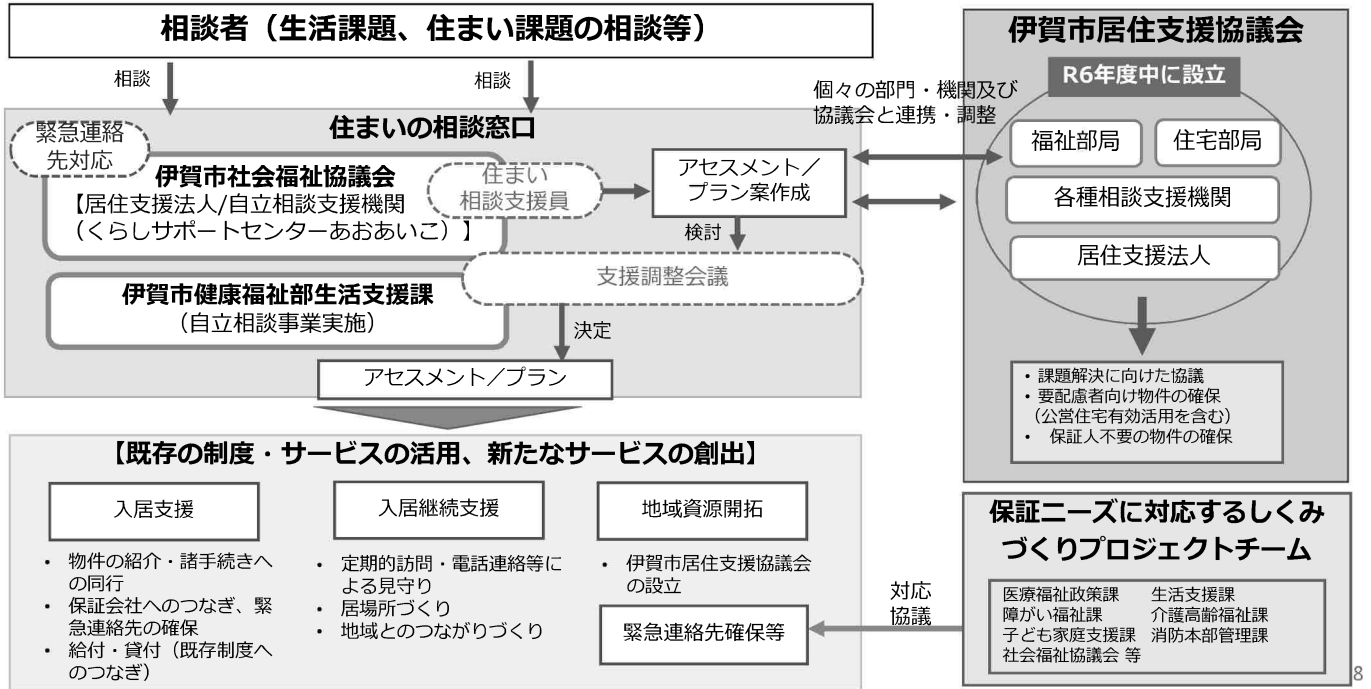 相談者（生活課題、住まい課題の相談等）
相談
相談
住まいの相談窓口
緊急連絡
先対応
伊賀市社会福祉協議会
【居住支援法人/自立相談支援機関
（くらしサポートセンターあおあいこ）】
住まい
相談支援員
アセスメント／
プラン案作成
検討
支援調整会議
伊賀市健康福祉部生活支援課
（自立相談事業実施）
決定
アセスメント／プラン
個々の部門・機関及び
協議会と連携・調整
伊賀市居住支援協議会
R6年度中に設立
福祉部局
住宅部局
各種相談支援機関
居住支援法人
• 課題解決に向けた協議
• 要配慮者向け物件の確保
（公営住宅有効活用を含む）
• 保証人不要の物件の確保
【既存の制度・サービスの活用、新たなサービスの創出】
入居支援
• 物件の紹介・諸手続きへ
の同行
• 保証会社へのつなぎ、緊
急連絡先の確保
• 給付・貸付（既存制度へ
のつなぎ）
入居継続支援
• 定期的訪問・電話連絡等に
よる見守り
• 居場所づくり
• 地域とのつながりづくり
地域資源開拓
• 伊賀市居住支援協議会
の設立
緊急連絡先確保等
対応
協議
保証ニーズに対応するしくみ
づくりプロジェクトチーム
医療福祉政策課 生活支援課
障がい福祉課 介護高齢福祉課
子ども家庭支援課 消防本部管理課
社会福祉協議会 等
8